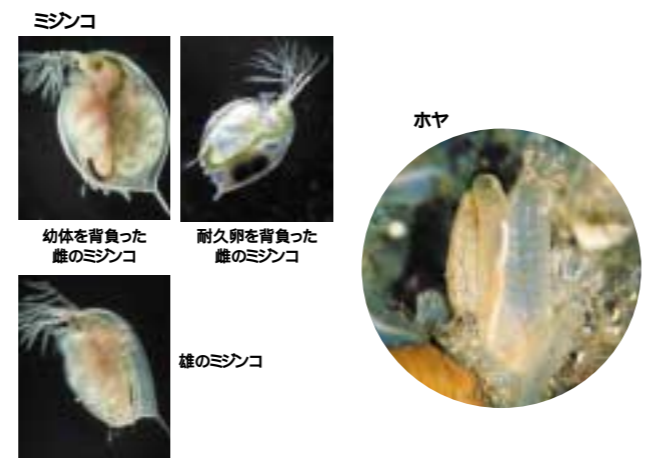 ミジンコ
幼体を背負った
雌のミジンコ
耐久卵を背負った
雌のミジンコ
雄のミジンコ
ホヤ